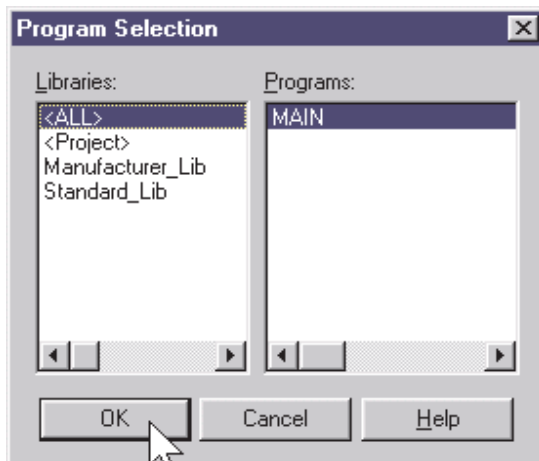 Program Selection
Libraries:
Programs:
<ALL>
<Project>
Manufacturer_Lib
Standard_Lib
MAIN
OK
Cancel
Help